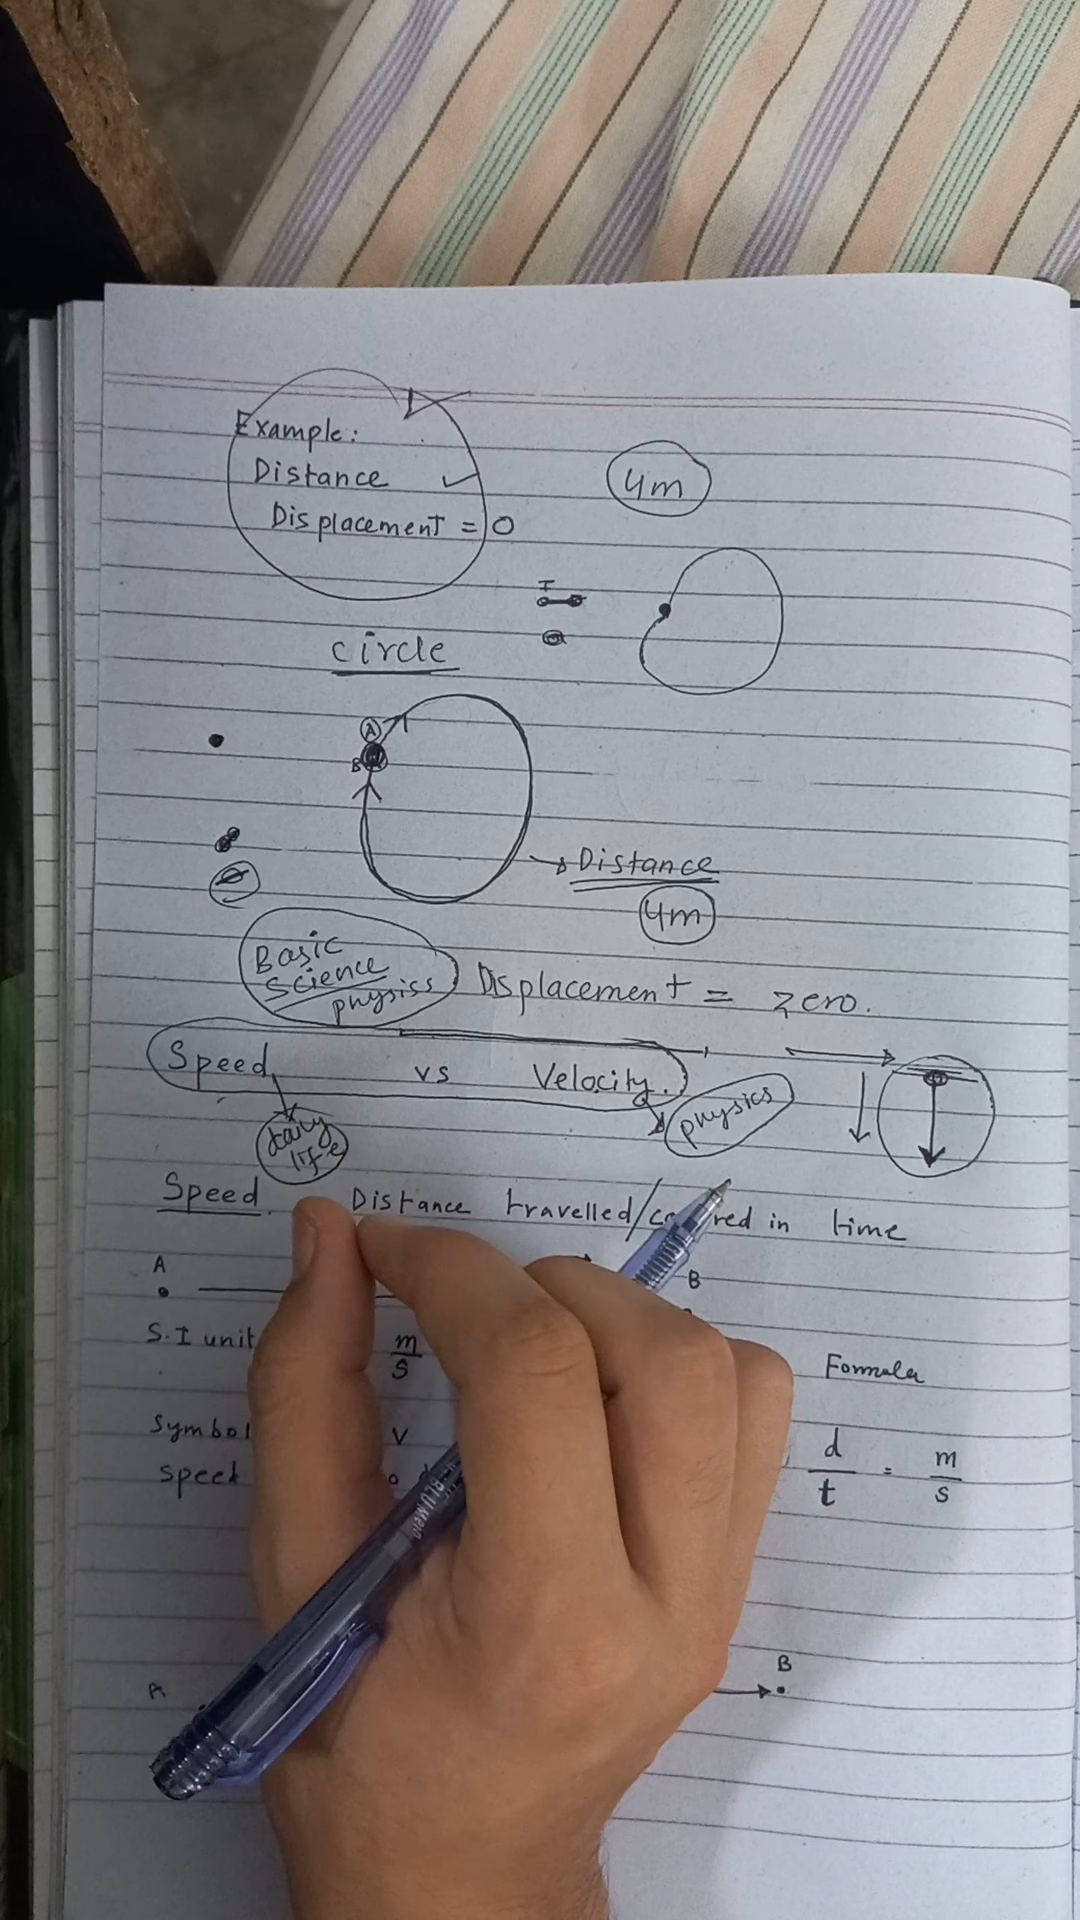 Example:
Distance
Displacement = 0
4m
I
circle
A
B
Distance
4m
Basic
Science
physics
Displacement = zero.
Speed vs Velocity.
daily
life
physics
Speed. Distance travelled/ in time
A B
S.I unit m/s
Formula
Symbol v
speed
d/t = m/s
A B